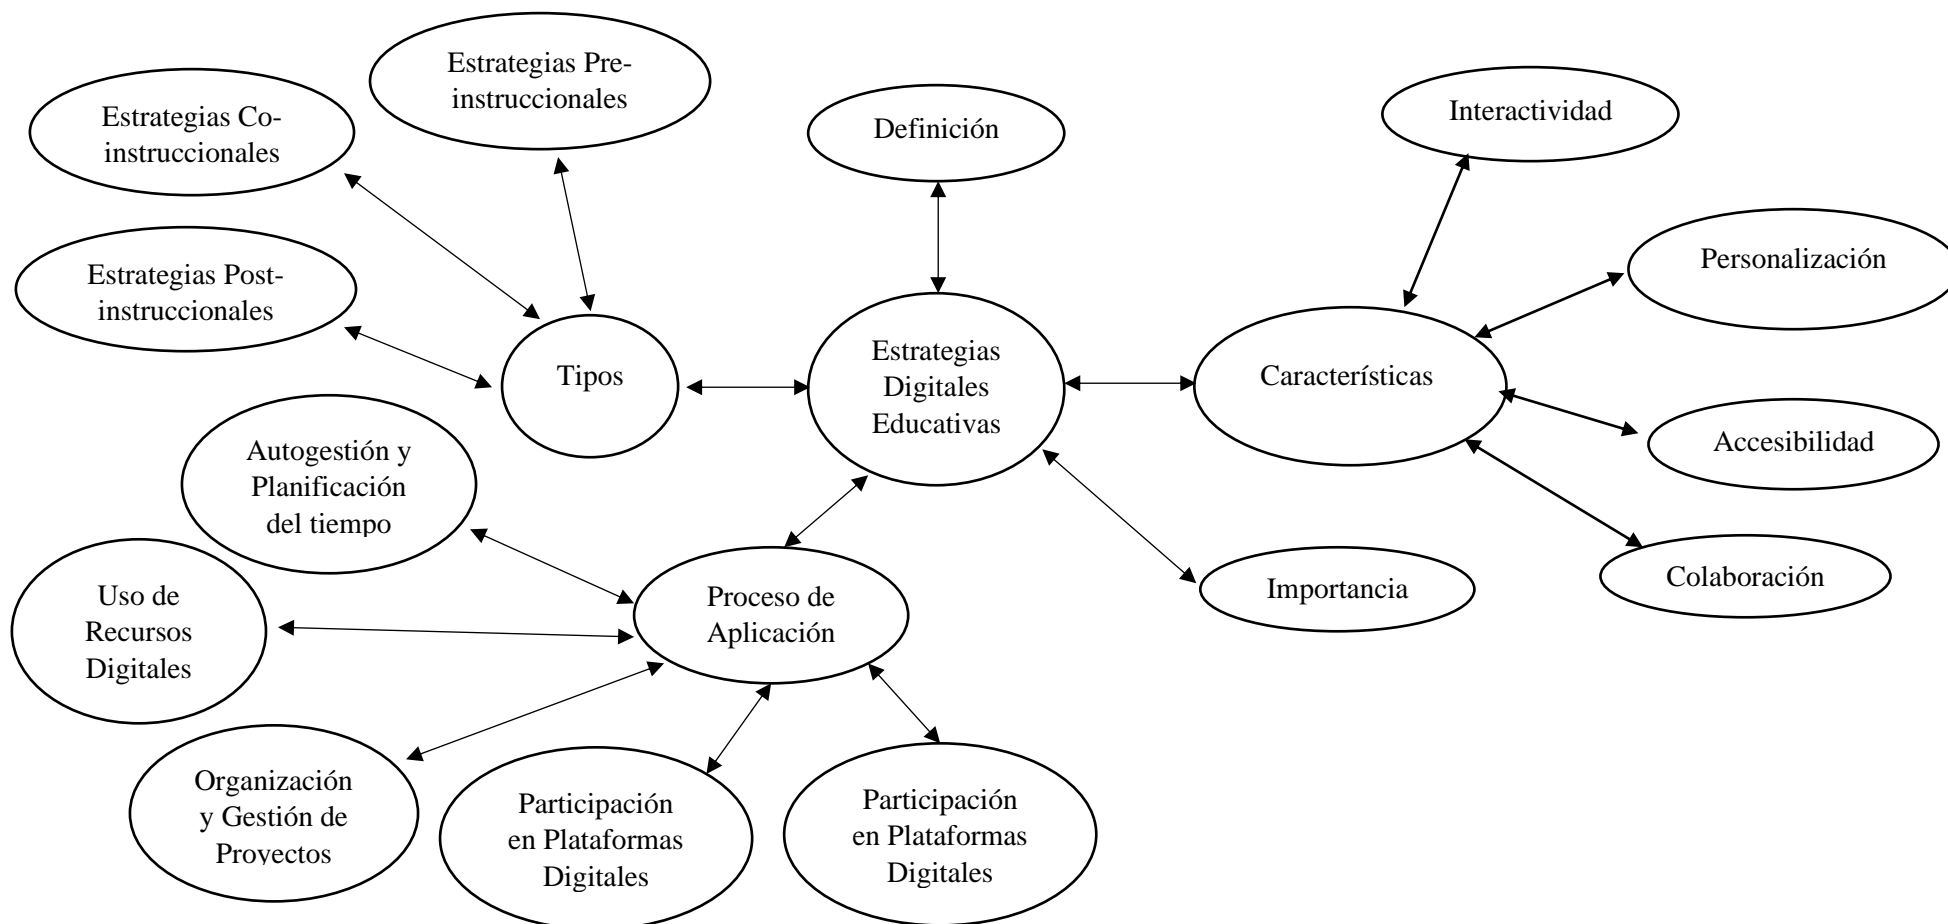 Estrategias Pre-
instruccionales
Estrategias Co-
instruccionales
Definición
Interactividad
Personalización
Estrategias Post-
instruccionales
Tipos
Estrategias
Digitales
Educativas
Características
Autogestión y
Planificación
del tiempo
Accesibilidad
Uso de
Recursos
Digitales
Proceso de
Aplicación
Importancia
Colaboración
Organización
y Gestión de
Proyectos
Participación
en Plataformas
Digitales
Participación
en Plataformas
Digitales